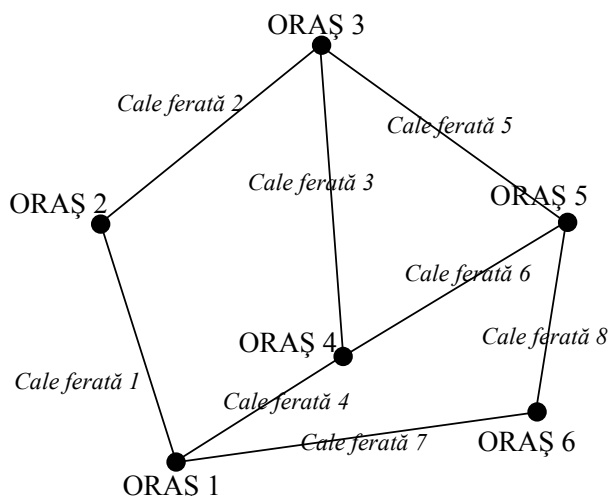 ORAŞ 3
Cale ferată 2
Cale ferată 5
Cale ferată 3
ORAŞ 2
ORAŞ 5
Cale ferată 6
ORAŞ 4
Cale ferată 8
Cale ferată 1
Cale ferată 4
Cale ferată 7
ORAŞ 6
ORAŞ 1